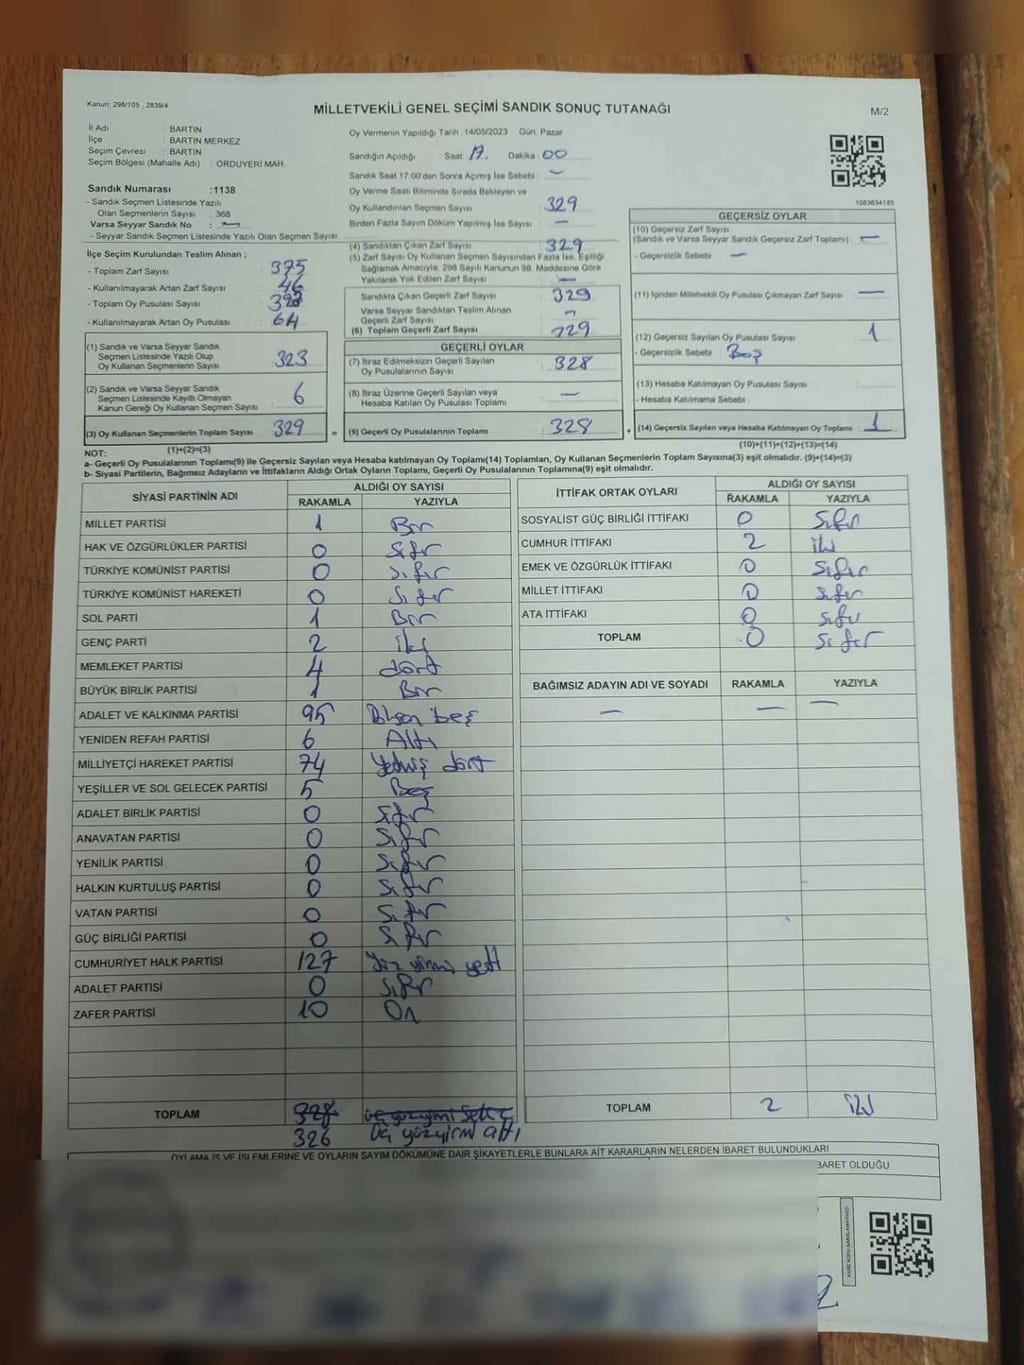 Kanun; 298/105 , 2839/4
MİLLETVEKİLİ GENEL SEÇİMİ SANDIK SONUÇ TUTANAĞI
M/2
İl Adı : BARTIN
İlçe : BARTIN MERKEZ
Seçim Çevresi : BARTIN
Seçim Bölgesi (Mahalle Adı) : ORDUYERİ MAH.
Sandık Numarası :1138
- Sandık Seçmen Listesinde Yazılı
Olan Seçmenlerin Sayısı : 368
Varsa Seyyar Sandık No : —
- Seyyar Sandık Seçmen Listesinde Yazılı Olan Seçmen Sayısı:
İlçe Seçim Kurulundan Teslim Alınan ;
- Toplam Zarf Sayısı : 375
- Kullanılmayarak Artan Zarf Sayısı : 46
- Toplam Oy Pusulası Sayısı :
- Kullanılmayarak Artan Oy Pusulası : 64
(1) Sandık ve Varsa Seyyar Sandık
Seçmen Listesinde Yazılı Olup
Oy Kullanan Seçmenlerin Sayısı : 323
(2) Sandık ve Varsa Seyyar Sandık
Seçmen Listesinde Kayıtlı Olmayan
Kanun Gereği Oy Kullanan Seçmen Sayısı : 6
(3) Oy Kullanan Seçmenlerin Toplam Sayısı : 329
Oy Vermenin Yapıldığı Tarih :14/05/2023 Gün: Pazar
Sandığın Açıldığı Saat 17. Dakika 00
Sandık Saat 17:00'den Sonra Açımış İse Sebebi : —
Oy Verme Saati Bitiminde Sırada Bekleyen ve
Oy Kullandırılan Seçmen Sayısı : 329
Birden Fazla Sayım Döküm Yapılmış İse Sayısı : —
(4) Sandıktan Çıkan Zarf Sayısı : 329
(5) Zarf Sayısı Oy Kullanan Seçmen Sayısından Fazla İse, Eşitliği
Sağlamak Amacıyla, 298 Sayılı Kanunun 98. Maddesine Göre
Yakılarak Yok Edilen Zarf Sayısı : —
Sandıkta Çıkan Geçerli Zarf Sayısı : 329
Varsa Seyyar Sandıktan Teslim Alınan
Geçerli Zarf Sayısı : —
(6) Toplam Geçerli Zarf Sayısı : 329
GEÇERLİ OYLAR
(7) İtiraz Edilmeksizin Geçerli Sayılan
Oy Pusulalarının Sayısı : 328
(8) İtiraz Üzerine Geçerli Sayılan veya
Hesaba Katılan Oy Pusulası Toplamı : —
= (9) Geçerli Oy Pusulalarının Toplamı : 328
1083634185
GEÇERSİZ OYLAR
(10) Geçersiz Zarf Sayısı
(Sandık ve Varsa Seyyar Sandık Geçersiz Zarf Toplamı) : —
- Geçersizlik Sebebi : —
(11) İçinden Milletvekili Oy Pusulası Çıkmayan Zarf Sayısı : —
(12) Geçersiz Sayılan Oy Pusulası Sayısı : 1
- Geçersizlik Sebebi : Boş
(13) Hesaba Katılmayan Oy Pusulası Sayısı :
- Hesaba Katılmama Sebebi :
+ (14) Geçersiz Sayılan veya Hesaba Katılmayan Oy Toplamı : 1
NOT: (1)+(2)=(3)
(10)+(11)+(12)+(13)=(14)
a- Geçerli Oy Pusulalarının Toplamı(9) ile Geçersiz Sayılan veya Hesaba Katılmayan Oy Toplamı(14) Toplamları, Oy Kullanan Seçmenlerin Toplam Sayısına(3) eşit olmalıdır. (9)+(14)=(3)
b- Siyasi Partilerin, Bağımsız Adayların ve İttifakların Aldığı Ortak Oyların Toplamı, Geçerli Oy Pusulalarının Toplamına(9) eşit olmalıdır.
SİYASİ PARTİNİN ADI ALDIĞI OY SAYISI
RAKAMLA YAZIYLA
MİLLET PARTİSİ 1 Bir
HAK VE ÖZGÜRLÜKLER PARTİSİ 0 Sıfır
TÜRKİYE KOMÜNİST PARTİSİ 0 Sıfır
TÜRKİYE KOMÜNİST HAREKETİ 0 Sıfır
SOL PARTİ 1 Bir
GENÇ PARTİ 2 iki
MEMLEKET PARTİSİ 4 dört
BÜYÜK BİRLİK PARTİSİ 1 Bir
ADALET VE KALKINMA PARTİSİ 95 Doksan beş
YENİDEN REFAH PARTİSİ 6 Altı
MİLLİYETÇİ HAREKET PARTİSİ 74 Yetmiş dört
YEŞİLLER VE SOL GELECEK PARTİSİ 5 Beş
ADALET BİRLİK PARTİSİ 0 Sıfır
ANAVATAN PARTİSİ 0 Sıfır
YENİLİK PARTİSİ 0 Sıfır
HALKIN KURTULUŞ PARTİSİ 0 Sıfır
VATAN PARTİSİ 0 Sıfır
GÜÇ BİRLİĞİ PARTİSİ 0 Sıfır
CUMHURİYET HALK PARTİSİ 127 Yüz yirmi yedi
ADALET PARTİSİ 0 Sıfır
ZAFER PARTİSİ 10 On
TOPLAM 328 üç yüzyirmi Sekiz
326 üç yüzyirmi altı
İTTİFAK ORTAK OYLARI ALDIĞI OY SAYISI
RAKAMLA YAZIYLA
SOSYALİST GÜÇ BİRLİĞİ İTTİFAKI 0 Sıfır
CUMHUR İTTİFAKI 2 iki
EMEK VE ÖZGÜRLÜK İTTİFAKI 0 Sıfır
MİLLET İTTİFAKI 0 Sıfır
ATA İTTİFAKI 0 Sıfır
TOPLAM 0 Sıfır
BAĞIMSIZ ADAYIN ADI VE SOYADI RAKAMLA YAZIYLA
— — —
TOPLAM 2 iki
OYLAMA İŞ VE İŞLEMLERİNE VE OYLARIN SAYIM DÖKÜMÜNE DAİR ŞİKAYETLERLE BUNLARA AİT KARARLARIN NELERDEN İBARET BULUNDUKLARI
BARET OLDUĞU